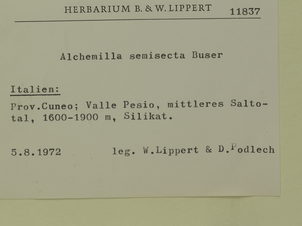 HERBARIUM B. & W. LIPPERT 11837
Alchemilla semisecta Buser
Italien:
Prov.Cuneo; Valle Pesio, mittleres Salto-
tal, 1600-1900 m, Silikat.
5.8.1972 leg. W.Lippert & D.Podlech